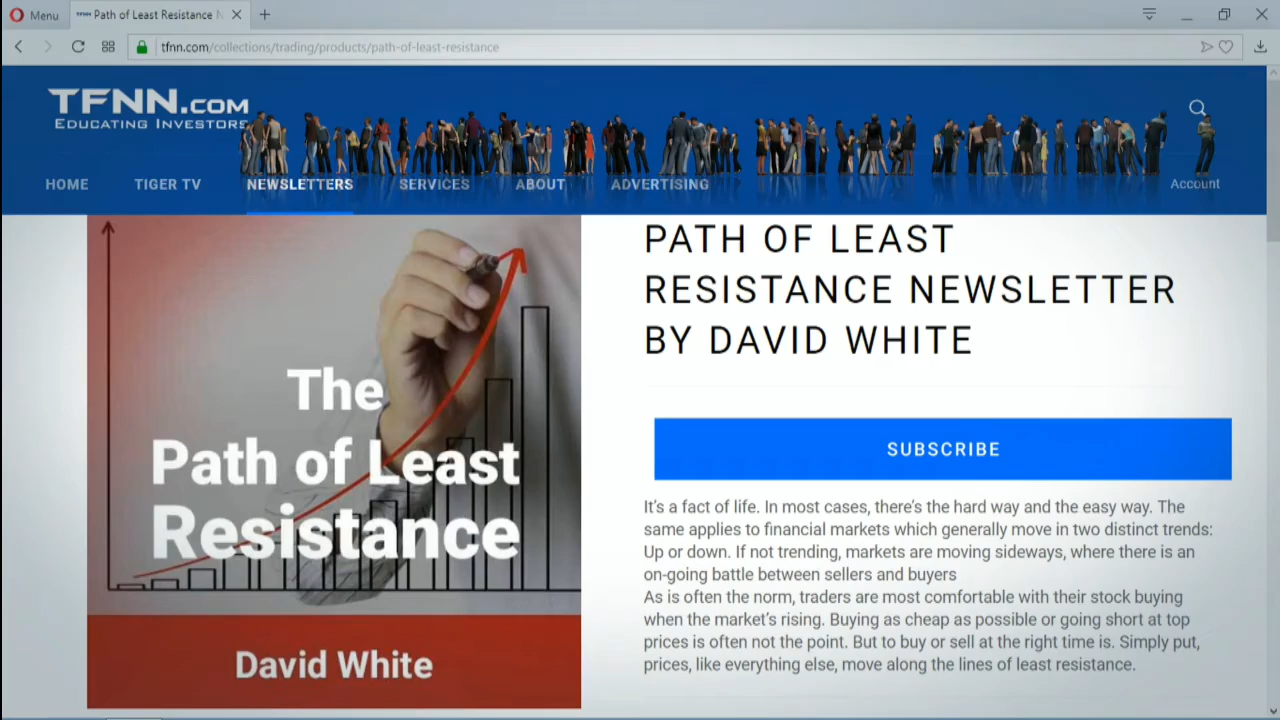 Menu
TFNN Path of Least Resistance N
tfnn.com/collections/trading/products/path-of-least-resistance
TFNN.COM
EDUCATING INVESTORS
HOME
TIGER TV
NEWSLETTERS
SERVICES
ABOUT
ADVERTISING
Account
The
Path of Least
Resistance
David White
PATH OF LEAST
RESISTANCE NEWSLETTER
BY DAVID WHITE
SUBSCRIBE
It’s a fact of life. In most cases, there’s the hard way and the easy way. The
same applies to financial markets which generally move in two distinct trends:
Up or down. If not trending, markets are moving sideways, where there is an
on-going battle between sellers and buyers
As is often the norm, traders are most comfortable with their stock buying
when the market’s rising. Buying as cheap as possible or going short at top
prices is often not the point. But to buy or sell at the right time is. Simply put,
prices, like everything else, move along the lines of least resistance.